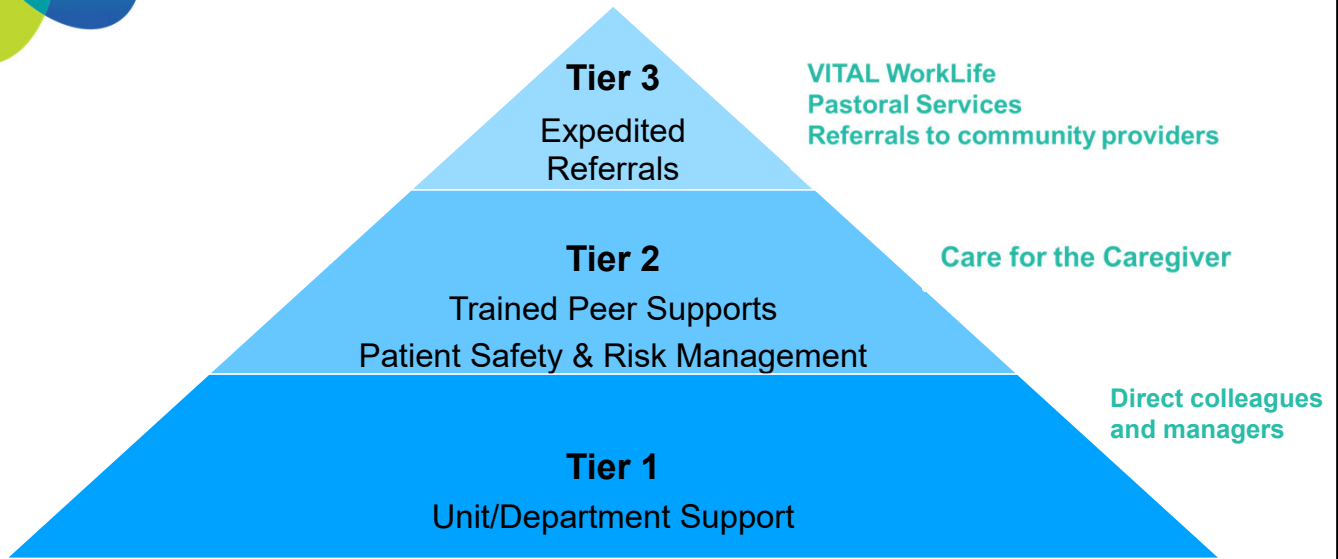 Tier 3
Expedited
Referrals
VITAL WorkLife
Pastoral Services
Referrals to community providers
Tier 2
Trained Peer Supports
Patient Safety & Risk Management
Care for the Caregiver
Direct colleagues
and managers
Tier 1
Unit/Department Support